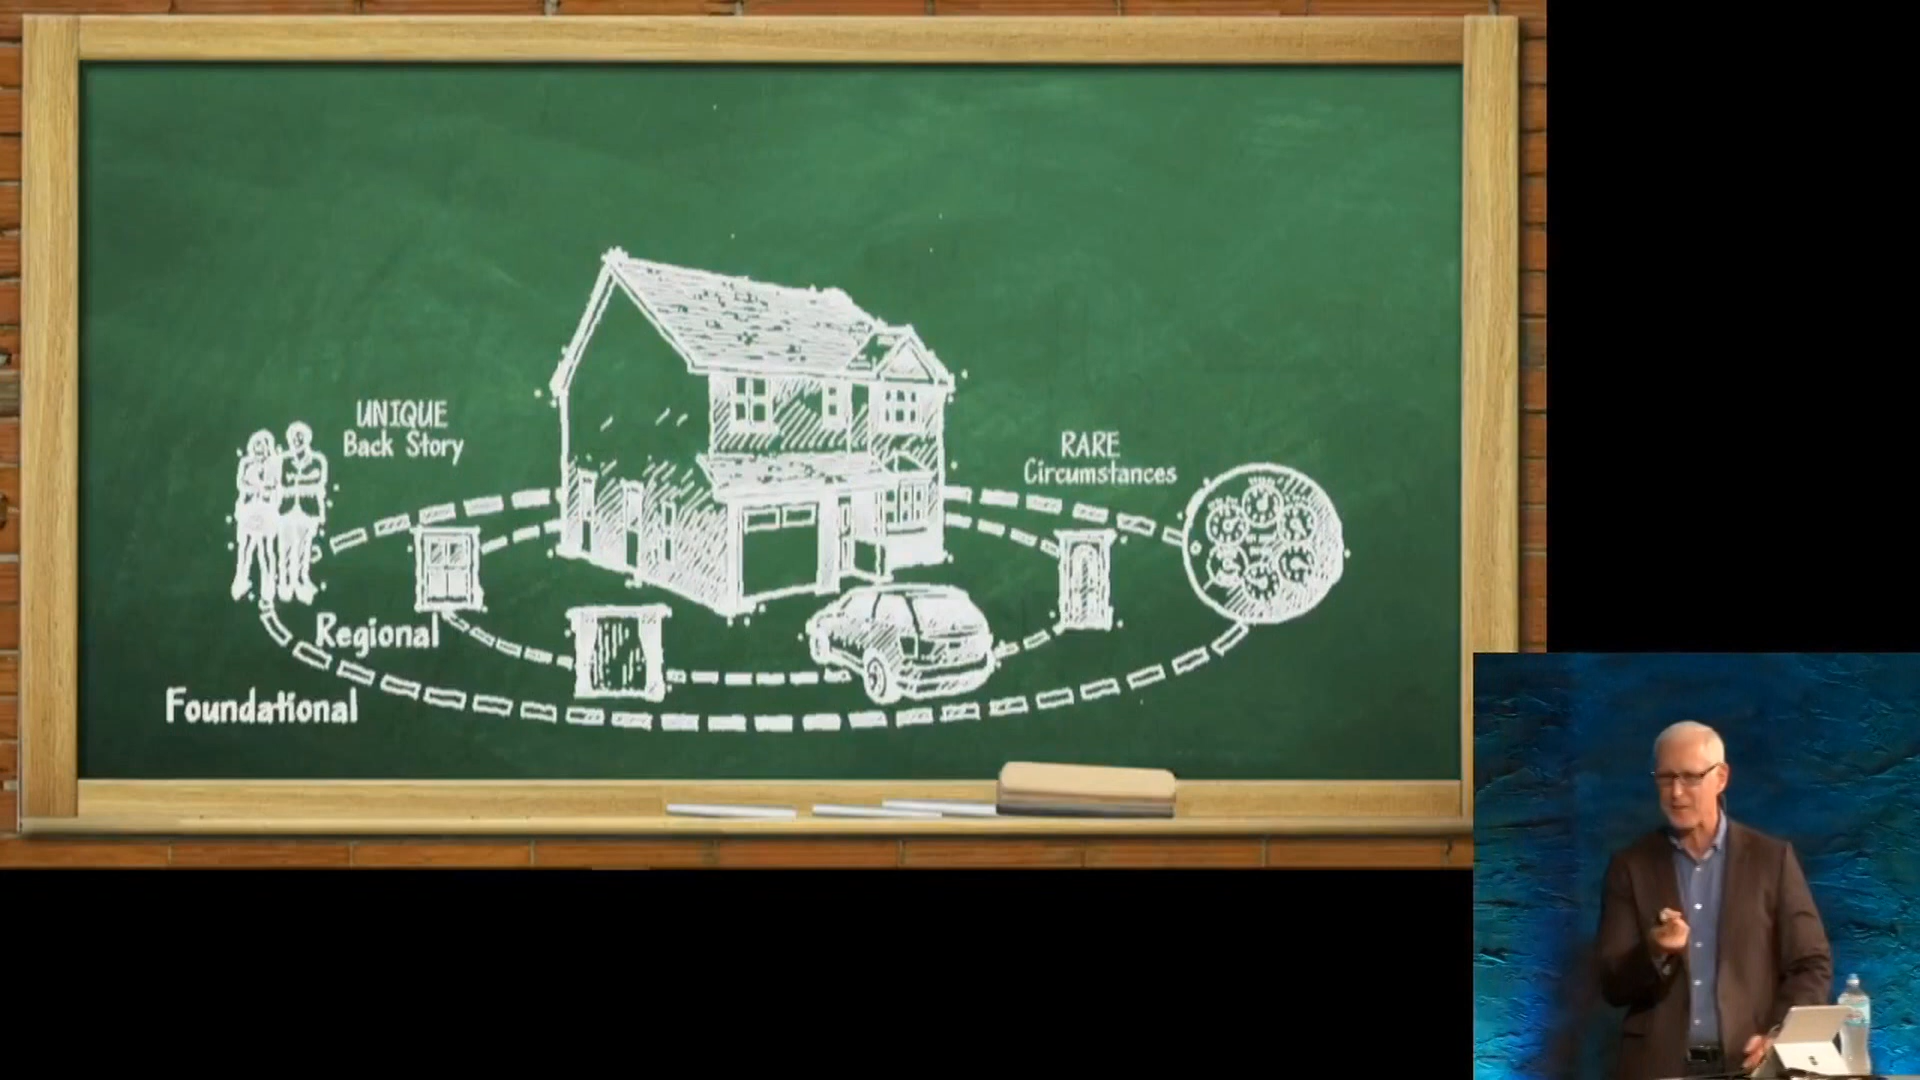 UNIQUE
Back Story
RARE
Circumstances
Regional
Foundational